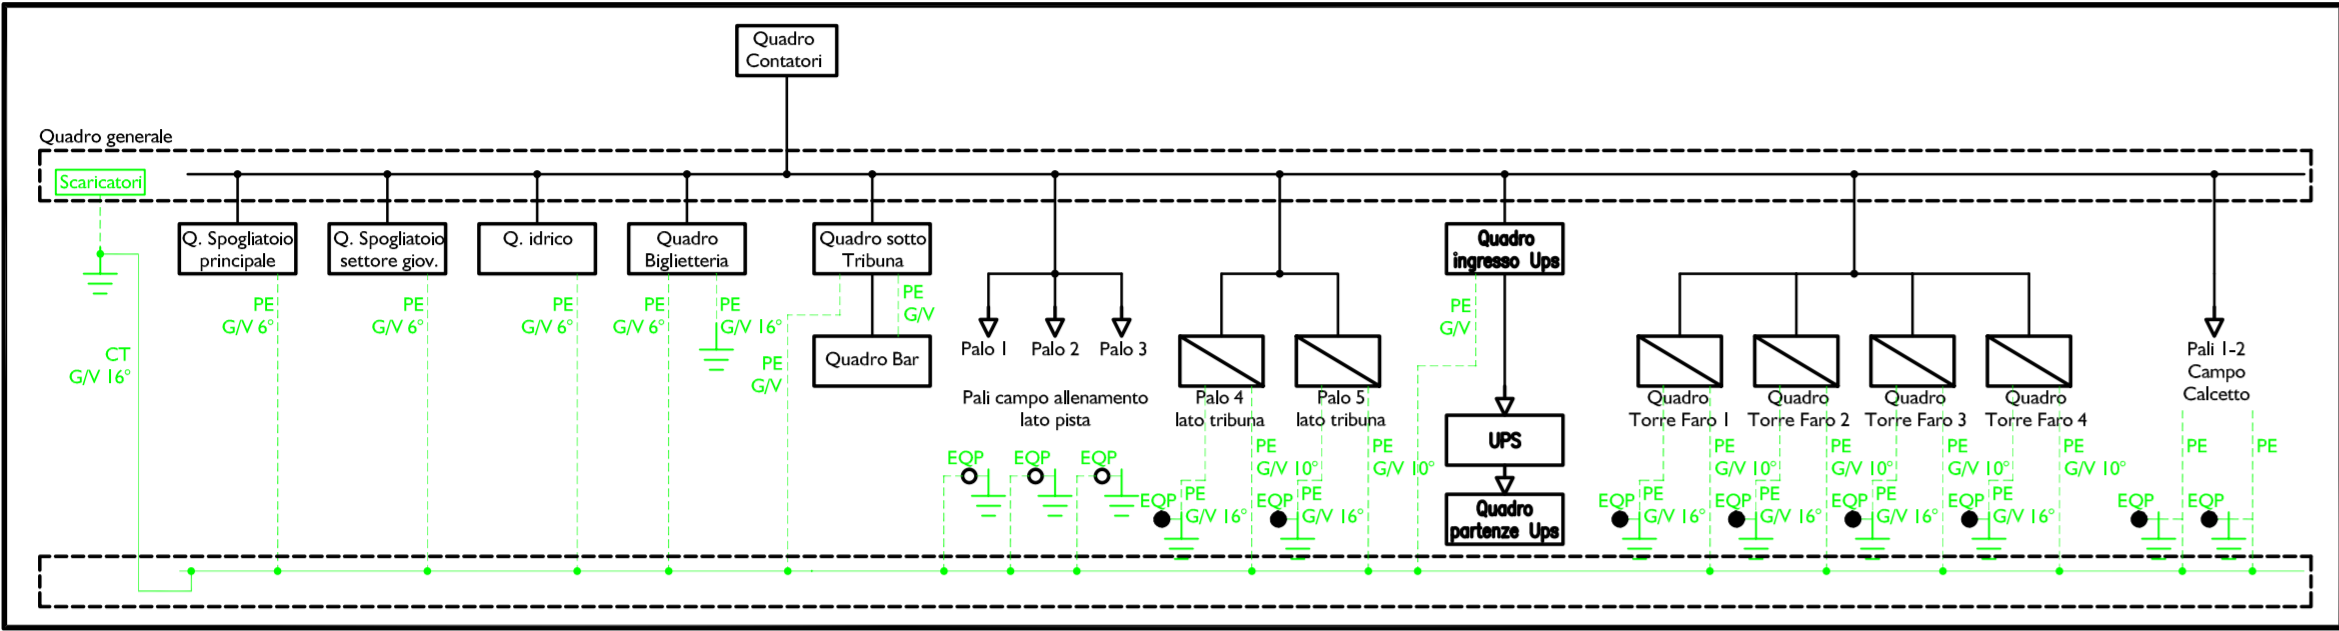 Quadro
Contatori
Quadro generale
Scaricatori
Q. Spogliatoio
principale
Q. Spogliatoio
settore giov.
Q. idrico
Quadro
Biglietteria
Quadro sotto
Tribuna
Quadro
ingresso Ups
PE
G/V 6°
PE
G/V 6°
PE
G/V 6°
PE
G/V 6°
PE
G/V 16°
PE
G/V
PE
G/V
PE
G/V
CT
G/V 16°
Quadro Bar
Palo 1
Palo 2
Palo 3
Pali campo allenamento
lato pista
Palo 4
lato tribuna
Palo 5
lato tribuna
UPS
Quadro
partenze Ups
Quadro
Torre Faro 1
Quadro
Torre Faro 2
Quadro
Torre Faro 3
Quadro
Torre Faro 4
Pali 1-2
Campo
Calcetto
EQP
EQP
EQP
PE
G/V 10°
PE
G/V 10°
EQP
PE
G/V 16°
EQP
PE
G/V 16°
PE
G/V 10°
PE
G/V 10°
PE
G/V 10°
PE
G/V 10°
EQP
PE
G/V 16°
EQP
PE
G/V 16°
EQP
PE
G/V 16°
EQP
PE
G/V 16°
PE
PE
EQP
EQP